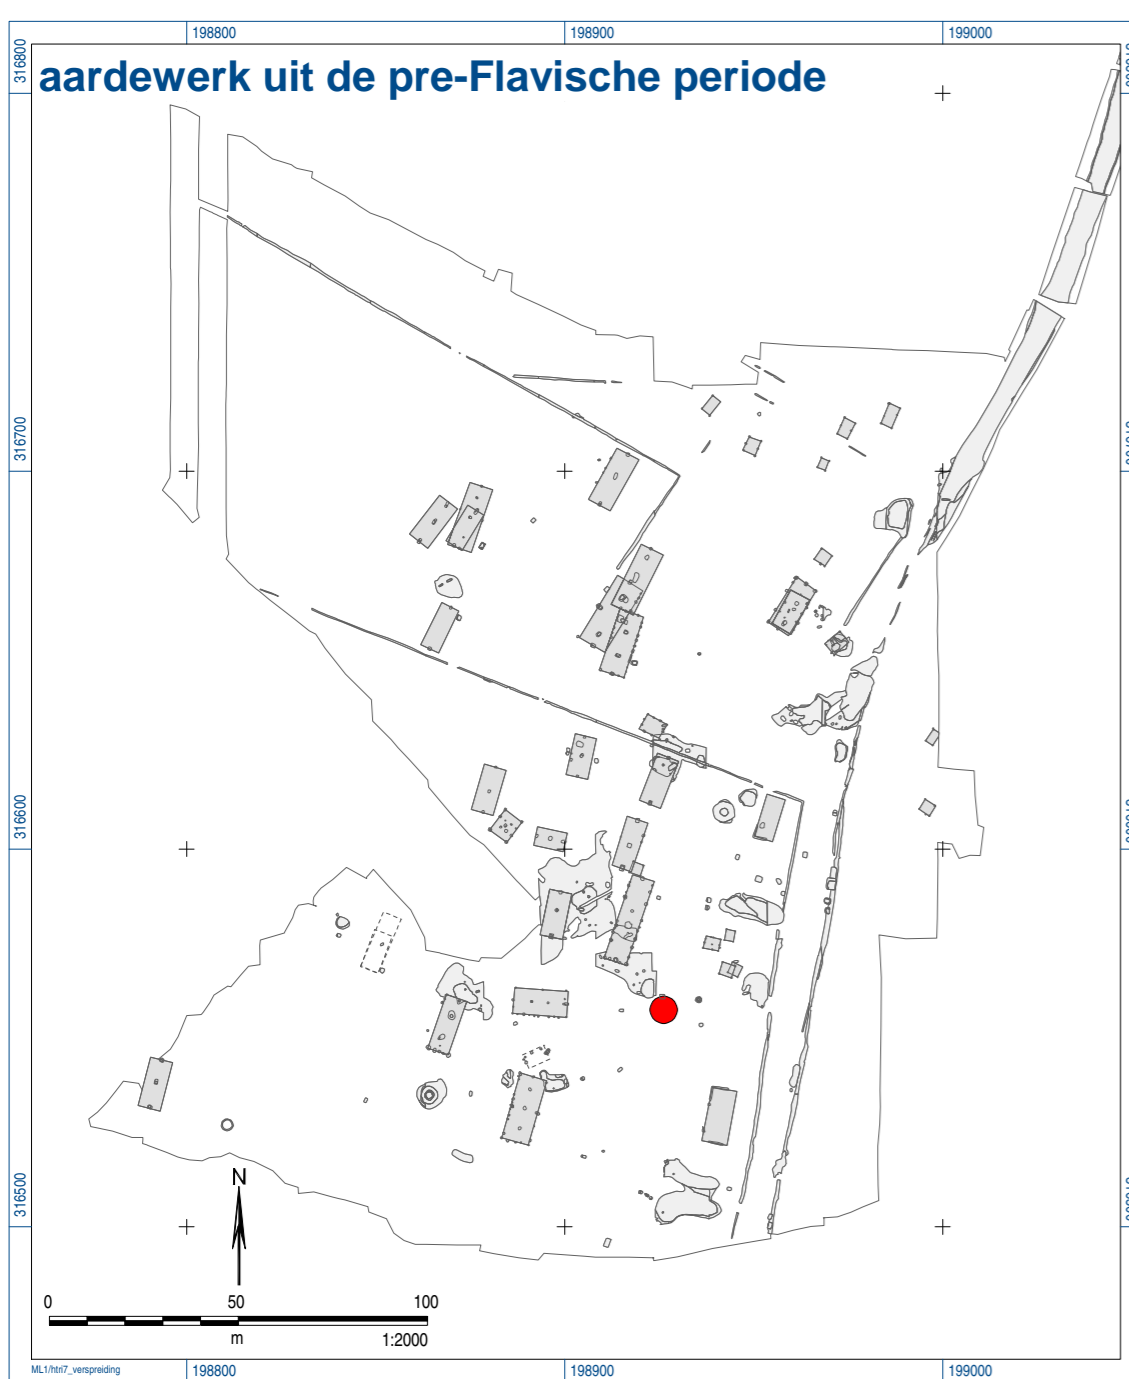 198800 198900 199000
316800
aardewerk uit de pre-Flavische periode
316700
316600
316500
N
0 50 100
m 1:2000
ML1/htri7_verspreiding
198800 198900 199000